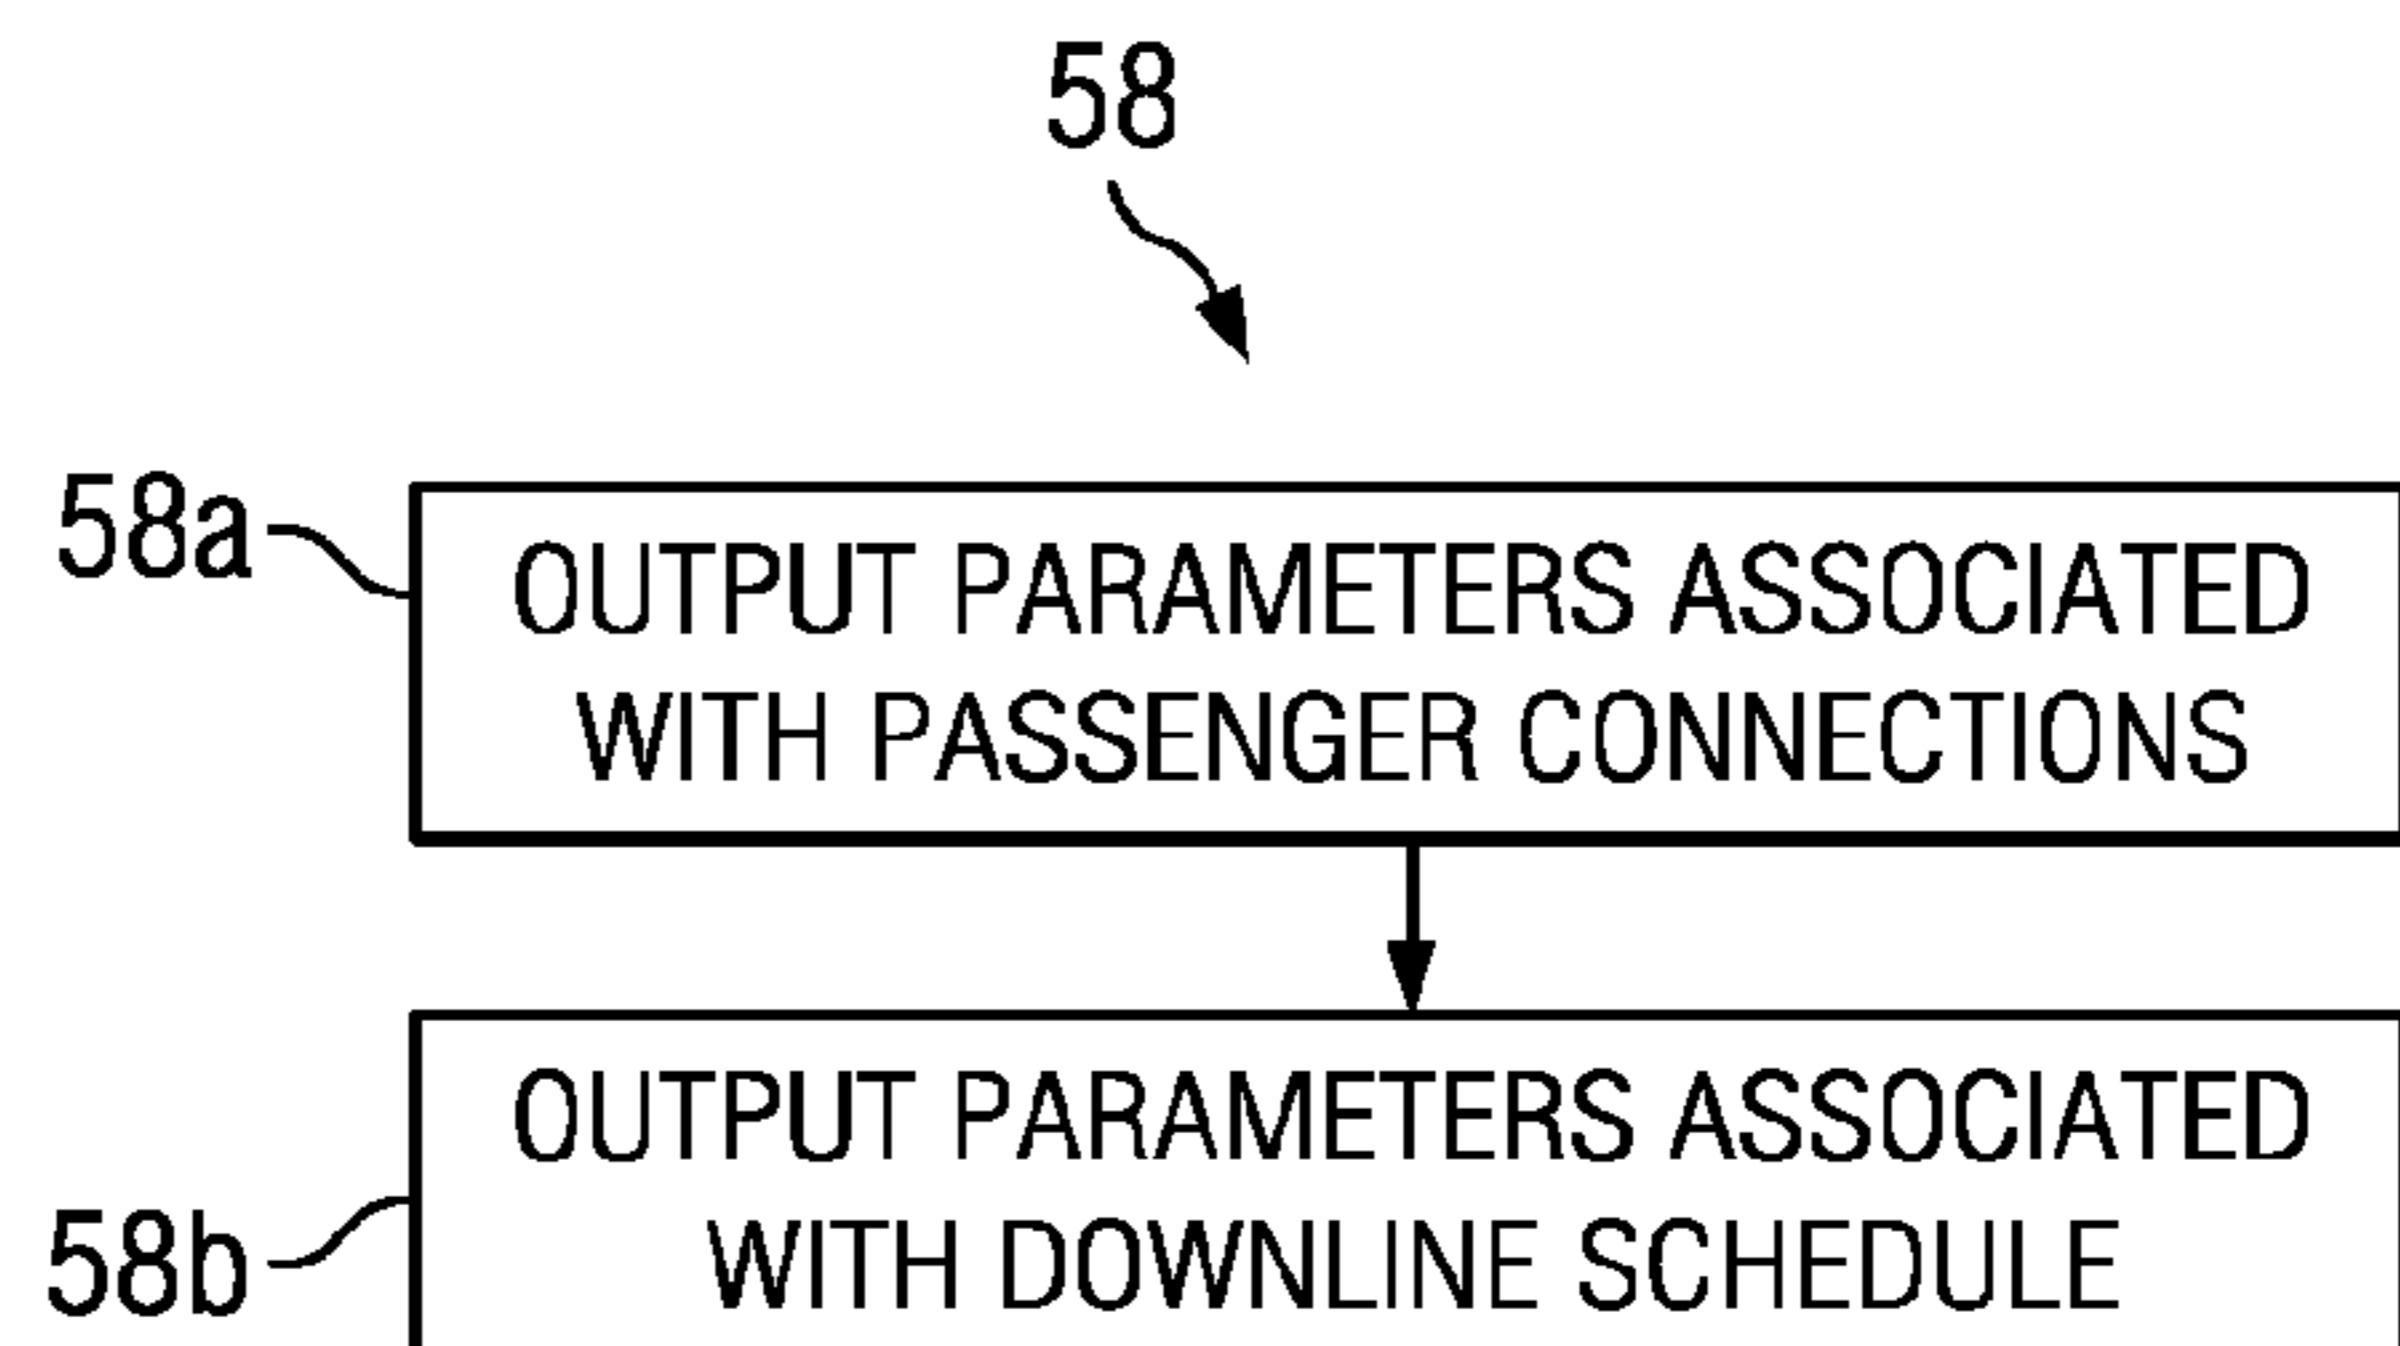 58
58a
OUTPUT PARAMETERS ASSOCIATED
WITH PASSENGER CONNECTIONS
58b
OUTPUT PARAMETERS ASSOCIATED
WITH DOWNLINE SCHEDULE